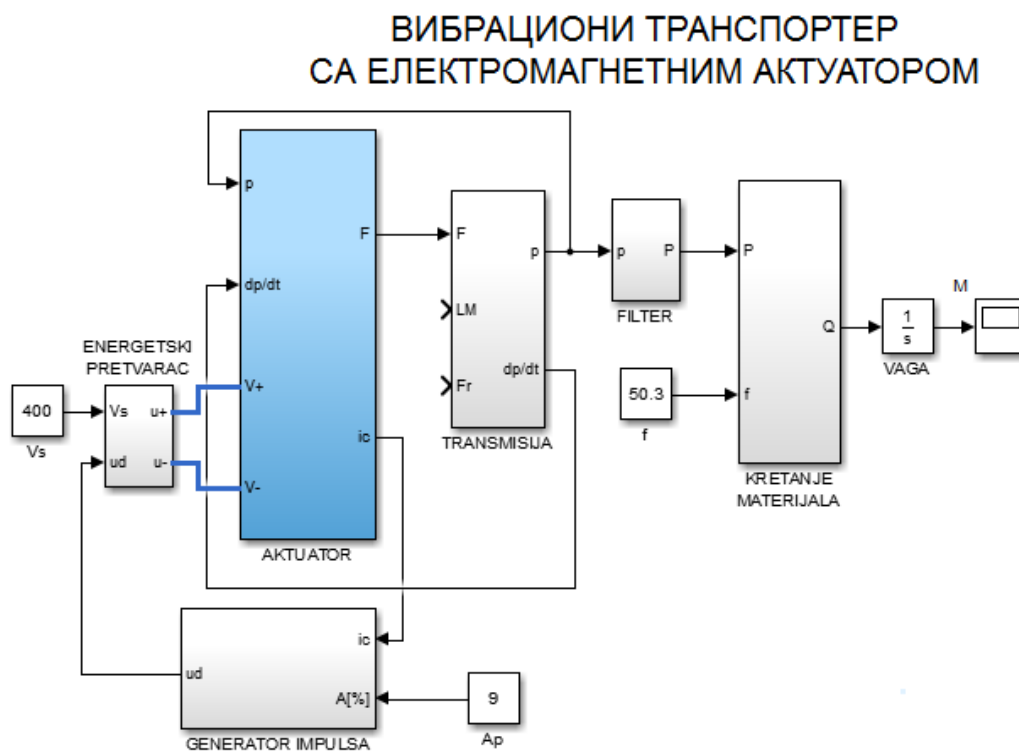 ВИБРАЦИОНИ ТРАНСПОРТЕР
СА ЕЛЕКТРОМАГНЕТНИМ АКТУАТОРОМ
p
dp/dt
V+
V-
F
ic
AKTUATOR
F
LM
Fr
p
dp/dt
TRANSMISIJA
p
P
FILTER
P
f
Q
KRETANJE
MATERIJALA
50.3
f
1
s
VAGA
M
ENERGETSKI
PRETVARAC
400
Vs
Vs
ud
u+
u-
ud
ic
A[%]
GENERATOR IMPULSA
9
Ap